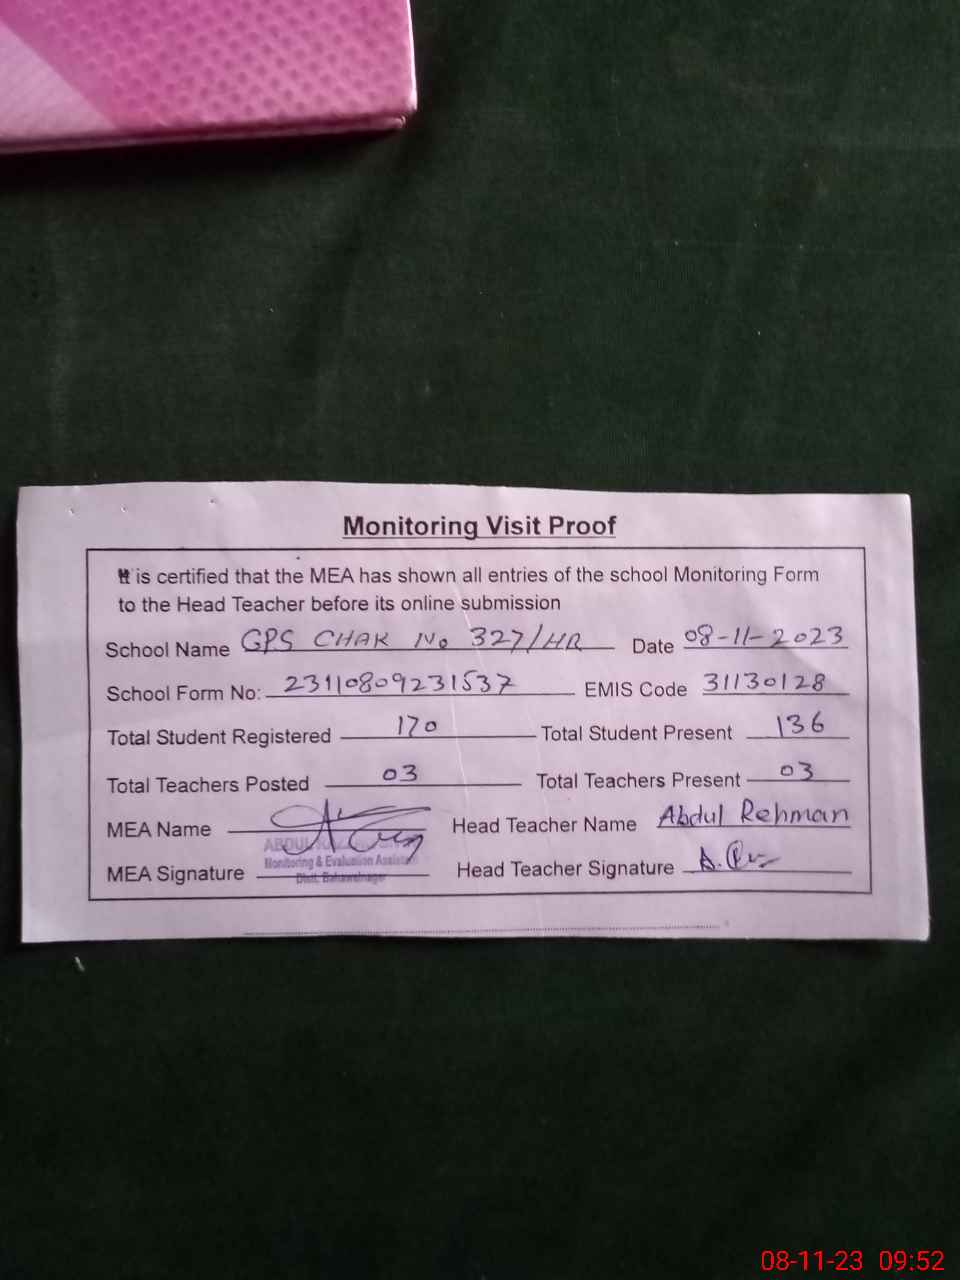 Monitoring Visit Proof
It is certified that the MEA has shown all entries of the school Monitoring Form
to the Head Teacher before its online submission
School Name GPS CHAK No 327/HR Date 08-11-2023
School Form No: 23110809231537 EMIS Code 31130128
Total Student Registered 170 Total Student Present 136
Total Teachers Posted 03 Total Teachers Present 03
MEA Name Head Teacher Name Abdul Rehman
ABDUL
Monitoring & Evaluation Assistant
MEA Signature Head Teacher Signature
Distt. Bahawalnagar
08-11-23 09:52